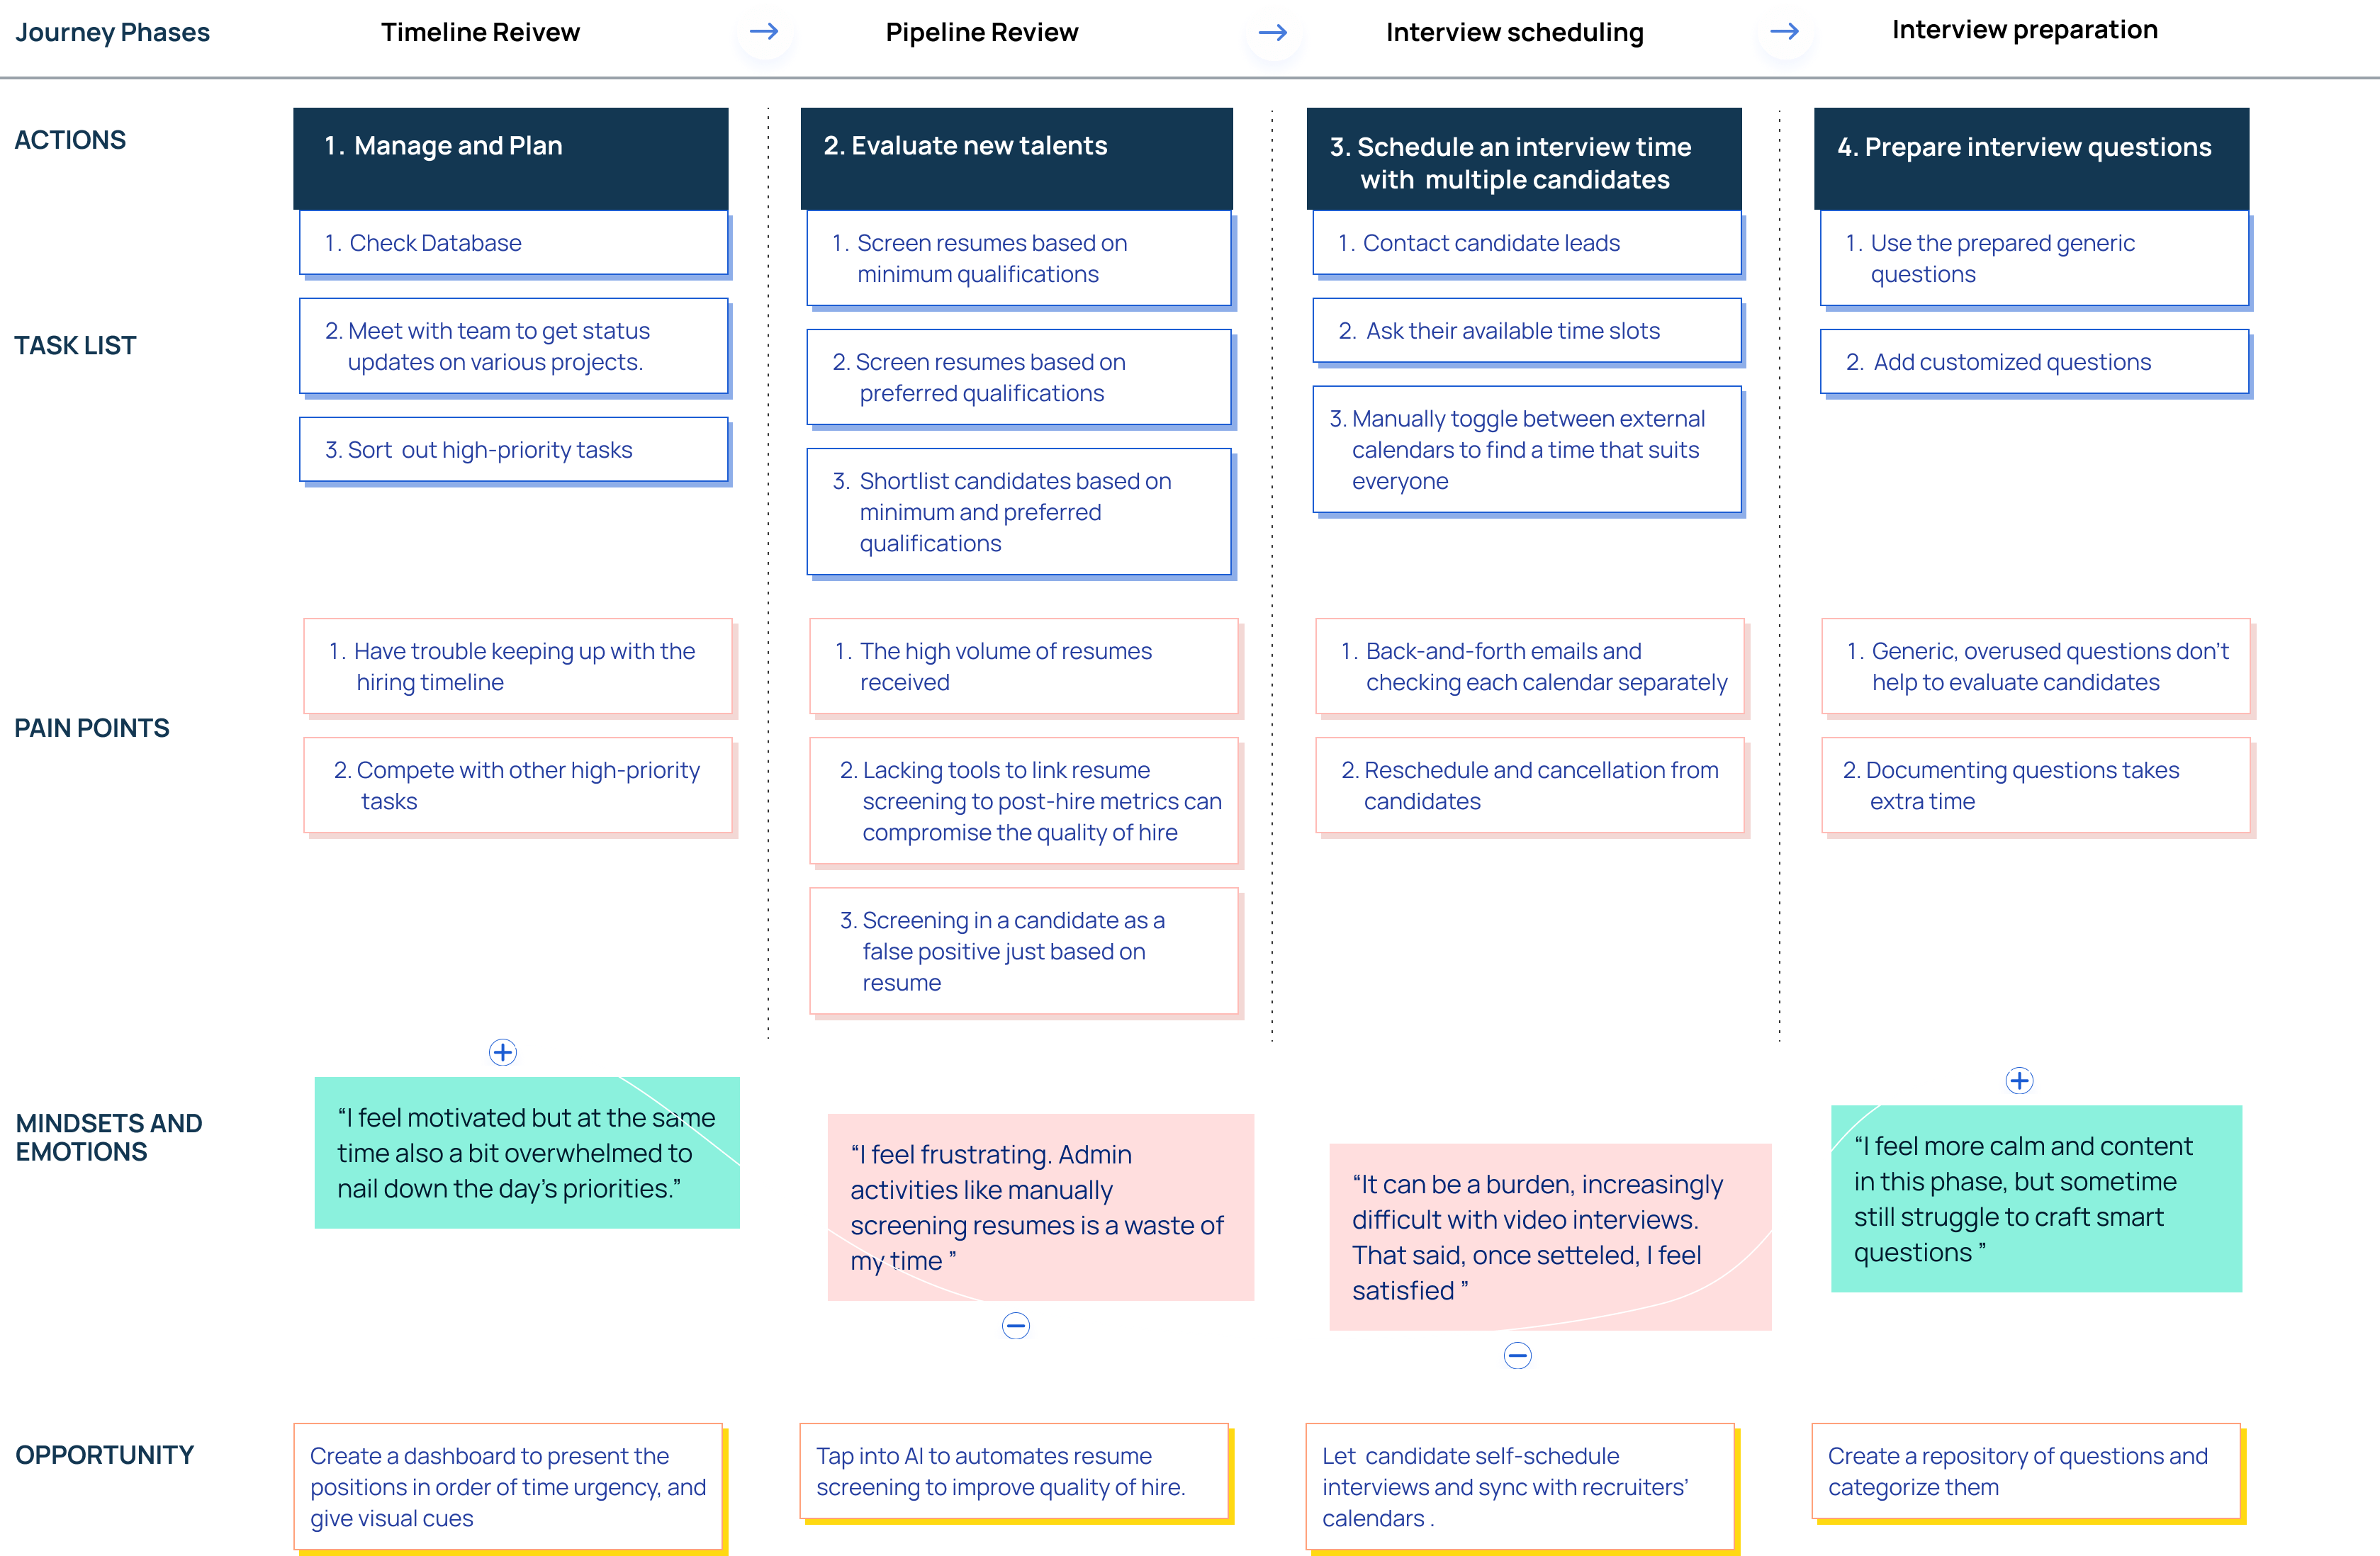 Journey Phases
Timeline Reivew
Pipeline Review
Interview scheduling
Interview preparation
ACTIONS
1. Manage and Plan
2. Evaluate new talents
3. Schedule an interview time
with multiple candidates
4. Prepare interview questions
TASK LIST
1. Check Database
2. Meet with team to get status
updates on various projects.
3. Sort out high-priority tasks
1. Screen resumes based on
minimum qualifications
2. Screen resumes based on
preferred qualifications
3. Shortlist candidates based on
minimum and preferred
qualifications
1. Contact candidate leads
2. Ask their available time slots
3. Manually toggle between external
calendars to find a time that suits
everyone
1. Use the prepared generic
questions
2. Add customized questions
PAIN POINTS
1. Have trouble keeping up with the
hiring timeline
2. Compete with other high-priority
tasks
1. The high volume of resumes
received
2. Lacking tools to link resume
screening to post-hire metrics can
compromise the quality of hire
3. Screening in a candidate as a
false positive just based on
resume
1. Back-and-forth emails and
checking each calendar separately
2. Reschedule and cancellation from
candidates
1. Generic, overused questions don't
help to evaluate candidates
2. Documenting questions takes
extra time
MINDSETS AND
EMOTIONS
“I feel motivated but at the same
time also a bit overwhelmed to
nail down the day’s priorities.”
“I feel frustrating. Admin
activities like manually
screening resumes is a waste of
my time ”
“It can be a burden, increasingly
difficult with video interviews.
That said, once setteled, I feel
satisfied ”
“I feel more calm and content
in this phase, but sometime
still struggle to craft smart
questions ”
OPPORTUNITY
Create a dashboard to present the
positions in order of time urgency, and
give visual cues
Tap into AI to automates resume
screening to improve quality of hire.
Let candidate self-schedule
interviews and sync with recruiters’
calendars .
Create a repository of questions and
categorize them